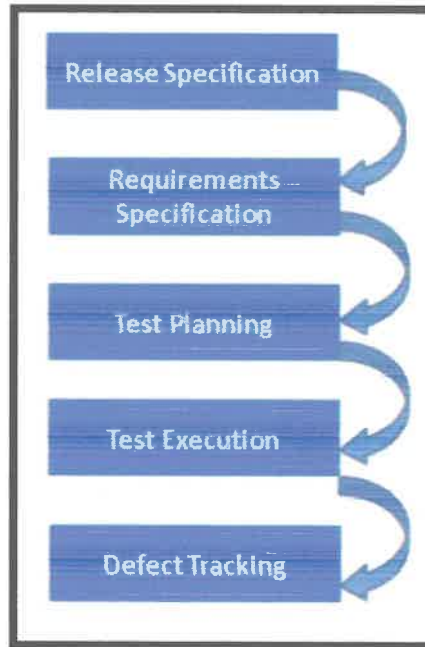 Release Specification
Requirements
Specification
Test Planning
Test Execution
Defect Tracking